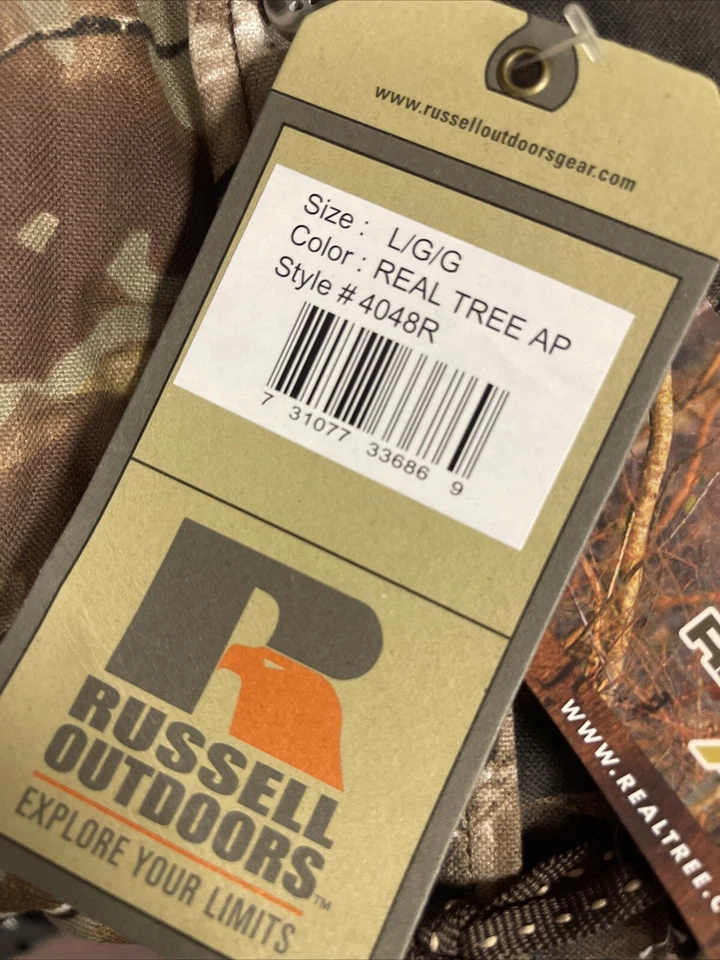 www.russelloutdoorsgear.com
Size : L/G/G
Color : REAL TREE AP
Style # 4048R
7 31077 33686 9
RUSSELL
OUTDOORS™
EXPLORE YOUR LIMITS
WWW.REALTREE.C